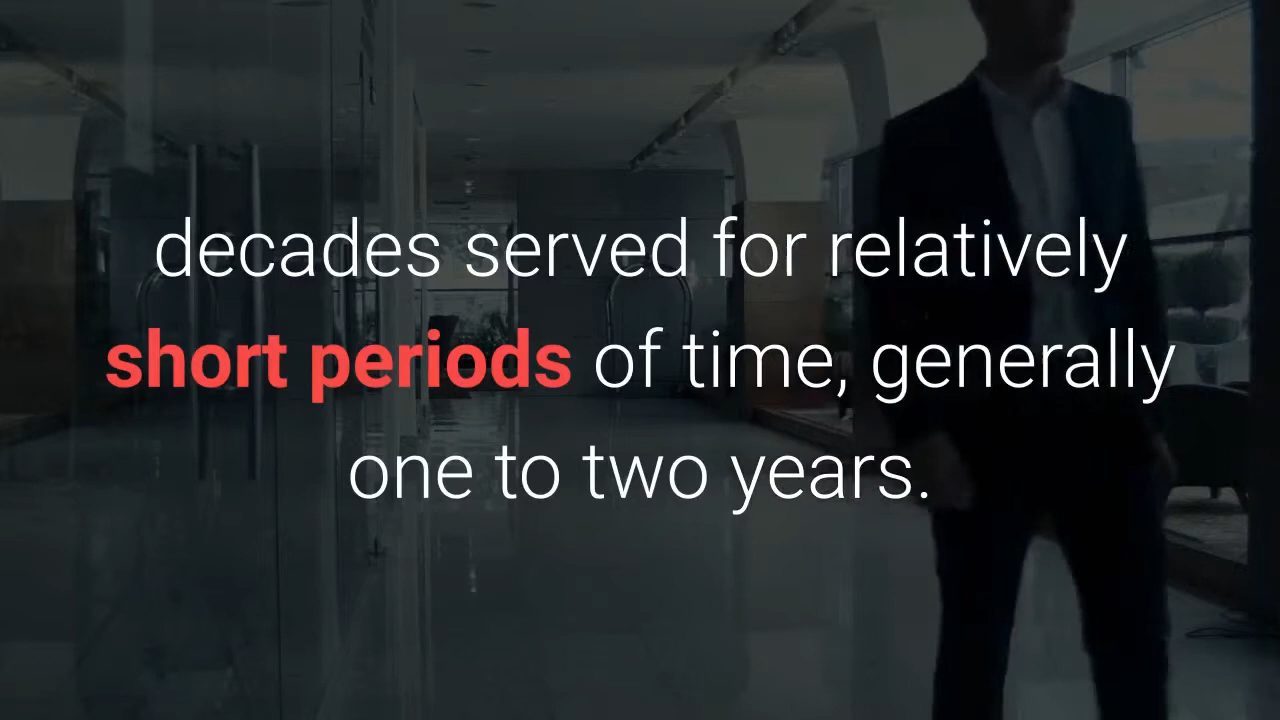 decades served for relatively
short periods of time, generally
one to two years.